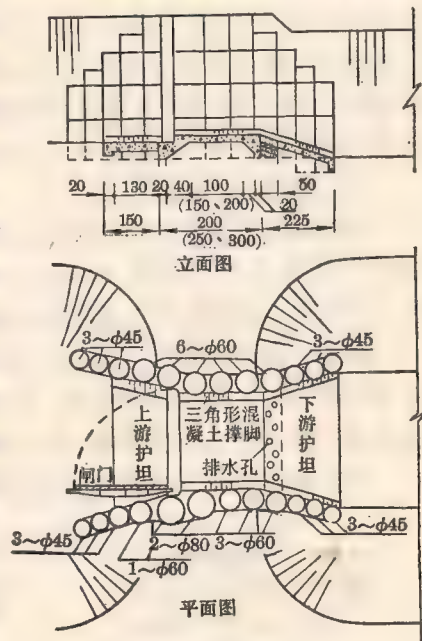 20
130
20
40
100
50
(150、200)
20
150
200
225
(250、300)
立面图
3～φ45
6～φ60
3～φ45
上游护坦
三角形混
凝土撑脚
下游护坦
排水孔
闸门
3～φ45
2～φ80
3～φ60
3～φ45
1～φ60
平面图